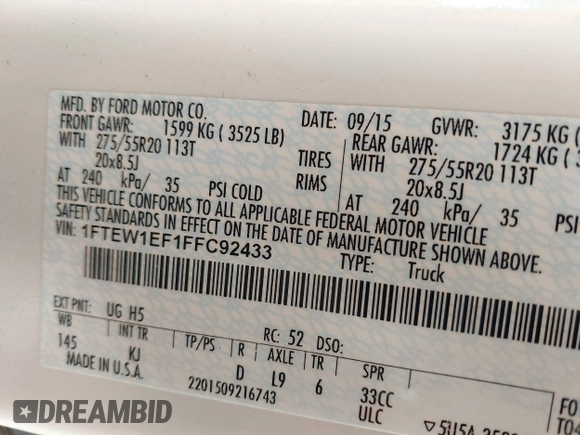 MFD. BY FORD MOTOR CO.
DATE: 09/15 GVWR: 3175 KG (
FRONT GAWR: 1599 KG ( 3525 LB) REAR GAWR: 1724 KG (
WITH 275/55R20 113T TIRES WITH 275/55R20 113T
20x8.5J RIMS 20x8.5J
AT 240 kPa/ 35 PSI COLD AT 240 kPa/ 35
THIS VEHICLE CONFORMS TO ALL APPLICABLE FEDERAL MOTOR VEHICLE
SAFETY STANDARDS IN EFFECT ON THE DATE OF MANUFACTURE SHOWN ABOVE.
VIN: 1FTEW1EF1FFC92433
TYPE: Truck
EXT PNT: UG H5 RC: 52 DSO:
WB INT TR TP/PS R AXLE TR SPR
145 KJ D L9 6 33CC
MADE IN U.S.A. ULC
2201509216743
FO
▽5U5A
DREAMBID